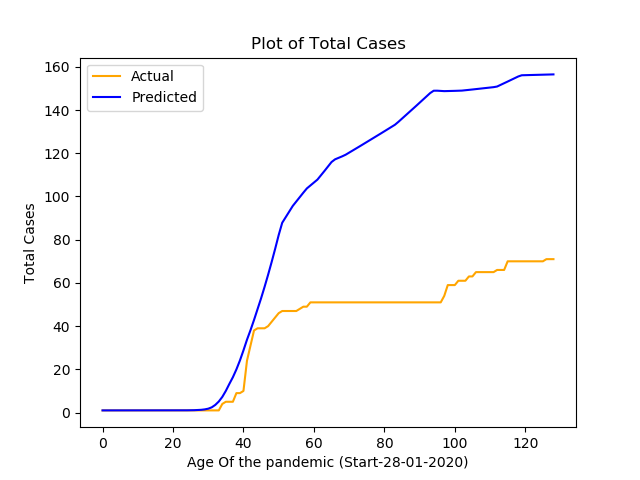 Plot of Total Cases
Actual
Predicted
160
140
120
100
80
60
40
20
0
Total Cases
0 20 40 60 80 100 120
Age Of the pandemic (Start-28-01-2020)